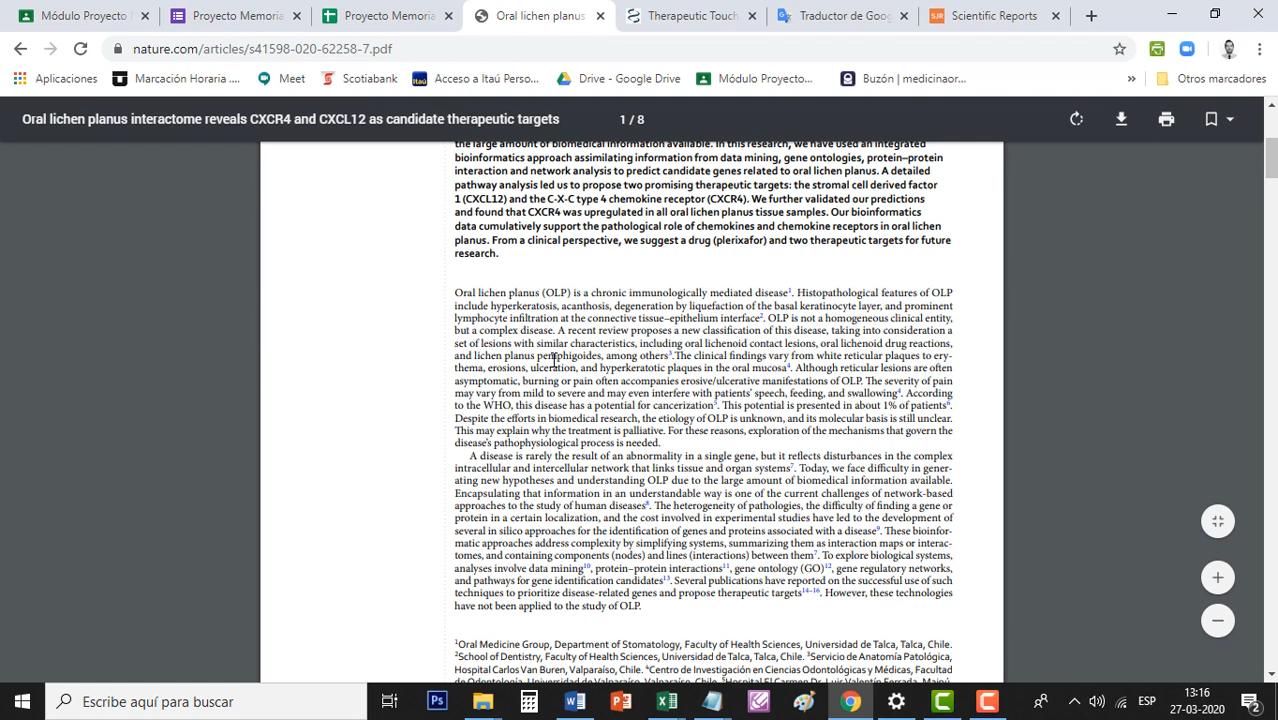 Módulo Proyecto Memori
Proyecto Memoria
Proyecto Memoria
Oral lichen planus
Therapeutic Touch
Traductor de Goog
SJR
Scientific Reports
nature.com/articles/s41598-020-62258-7.pdf
Aplicaciones
Marcación Horaria ....
Meet
Scotiabank
Itaú
Acceso a Itaú Perso...
Drive - Google Drive
Módulo Proyecto...
Buzón | medicinaor...
»
Otros marcadores
Oral lichen planus interactome reveals CXCR4 and CXCL12 as candidate therapeutic targets
1 / 8
the large amount of biomedical information available. In this research, we have used an integrated
bioinformatics approach assimilating information from data mining, gene ontologies, protein–protein
interaction and network analysis to predict candidate genes related to oral lichen planus. A detailed
pathway analysis led us to propose two promising therapeutic targets: the stromal cell derived factor
1 (CXCL12) and the C-X-C type 4 chemokine receptor (CXCR4). We further validated our predictions
and found that CXCR4 was upregulated in all oral lichen planus tissue samples. Our bioinformatics
data cumulatively support the pathological role of chemokines and chemokine receptors in oral lichen
planus. From a clinical perspective, we suggest a drug (plerixafor) and two therapeutic targets for future
research.
Oral lichen planus (OLP) is a chronic immunologically mediated disease1. Histopathological features of OLP
include hyperkeratosis, acanthosis, degeneration by liquefaction of the basal keratinocyte layer, and prominent
lymphocyte infiltration at the connective tissue–epithelium interface2. OLP is not a homogeneous clinical entity,
but a complex disease. A recent review proposes a new classification of this disease, taking into consideration a
set of lesions with similar characteristics, including oral lichenoid contact lesions, oral lichenoid drug reactions,
and lichen planus pemphigoides, among others3.The clinical findings vary from white reticular plaques to ery-
thema, erosions, ulceration, and hyperkeratotic plaques in the oral mucosa4. Although reticular lesions are often
asymptomatic, burning or pain often accompanies erosive/ulcerative manifestations of OLP. The severity of pain
may vary from mild to severe and may even interfere with patients' speech, feeding, and swallowing4. According
to the WHO, this disease has a potential for cancerization5. This potential is presented in about 1% of patients6.
Despite the efforts in biomedical research, the etiology of OLP is unknown, and its molecular basis is still unclear.
This may explain why the treatment is palliative. For these reasons, exploration of the mechanisms that govern the
disease's pathophysiological process is needed.
A disease is rarely the result of an abnormality in a single gene, but it reflects disturbances in the complex
intracellular and intercellular network that links tissue and organ systems7. Today, we face difficulty in gener-
ating new hypotheses and understanding OLP due to the large amount of biomedical information available.
Encapsulating that information in an understandable way is one of the current challenges of network-based
approaches to the study of human diseases8. The heterogeneity of pathologies, the difficulty of finding a gene or
protein in a certain localization, and the cost involved in experimental studies have led to the development of
several in silico approaches for the identification of genes and proteins associated with a disease9. These bioinfor-
matic approaches address complexity by simplifying systems, summarizing them as interaction maps or interac-
tomes, and containing components (nodes) and lines (interactions) between them7. To explore biological systems,
analyses involve data mining10, protein–protein interactions11, gene ontology (GO)12, gene regulatory networks,
and pathways for gene identification candidates13. Several publications have reported on the successful use of such
techniques to prioritize disease-related genes and propose therapeutic targets14–16. However, these technologies
have not been applied to the study of OLP.
1Oral Medicine Group, Department of Stomatology, Faculty of Health Sciences, Universidad de Talca, Talca, Chile.
2School of Dentistry, Faculty of Health Sciences, Universidad de Talca, Talca, Chile. 3Servicio de Anatomía Patológica,
Hospital Carlos Van Buren, Valparaíso, Chile. 4Centro de Investigación en Ciencias Odontológicas y Médicas, Facultad
de Odontología, Universidad de Valparaíso, Valparaíso, Chile. 5Hospital El Carmen Dr. Luis Valentín Ferrada, Maipú,
Escribe aquí para buscar
Ps
ESP
13:16
27-03-2020
2